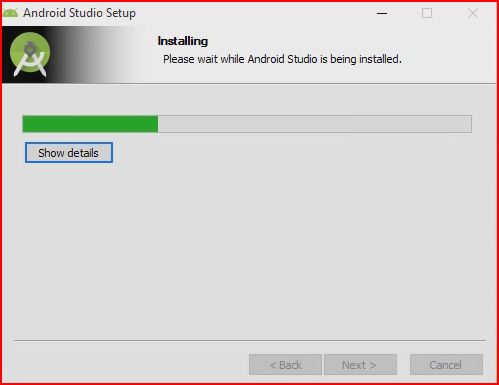 Android Studio Setup
Installing
Please wait while Android Studio is being installed.
Show details
< Back
Next >
Cancel